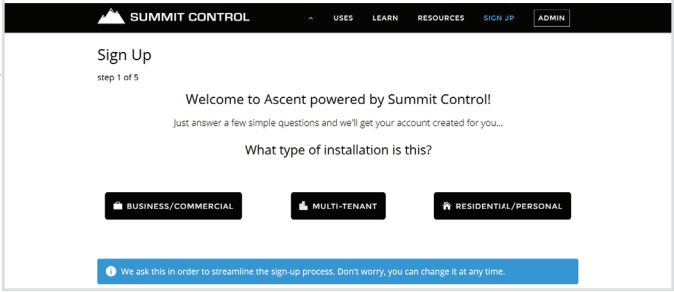 SUMMIT CONTROL
USES LEARN RESOURCES SIGN UP ADMIN
Sign Up
step 1 of 5
Welcome to Ascent powered by Summit Control!
Just answer a few simple questions and we'll get your account created for you...
What type of installation is this?
BUSINESS/COMMERCIAL MULTI-TENANT RESIDENTIAL/PERSONAL
We ask this in order to streamline the sign-up process. Don't worry, you can change it at any time.